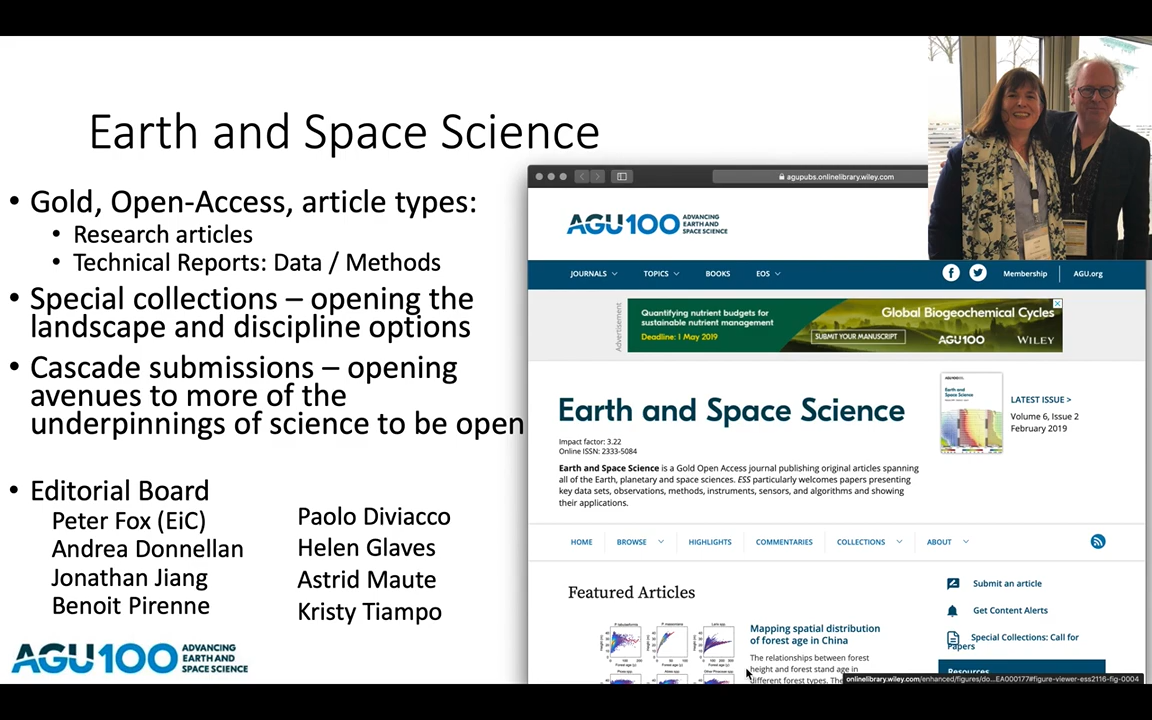 Earth and Space Science
• Gold, Open-Access, article types:
• Research articles
• Technical Reports: Data / Methods
• Special collections – opening the
landscape and discipline options
• Cascade submissions – opening
avenues to more of the
underpinnings of science to be open
• Editorial Board
Peter Fox (EiC)
Andrea Donnellan
Jonathan Jiang
Benoit Pirenne
Paolo Diviacco
Helen Glaves
Astrid Maute
Kristy Tiampo
AGU100 ADVANCING
EARTH AND
SPACE SCIENCE
agupubs.onlinelibrary.wiley.com
AGU100 ADVANCING
EARTH AND
SPACE SCIENCE
JOURNALS TOPICS BOOKS EOS Membership AGU.org
Advertisement
Quantifying nutrient budgets for
sustainable nutrient management
Deadline: 1 May 2019
SUBMIT YOUR MANUSCRIPT
Global Biogeochemical Cycles
AGU100 WILEY
Earth and Space Science
Impact factor: 3.22
Online ISSN: 2333-5084
Earth and Space Science is a Gold Open Access journal publishing original articles spanning
all of the Earth, planetary and space sciences. ESS particularly welcomes papers presenting
key data sets, observations, methods, instruments, sensors, and algorithms and showing
their applications.
Earth and
Space Science
LATEST ISSUE >
Volume 6, Issue 2
February 2019
HOME BROWSE HIGHLIGHTS COMMENTARIES COLLECTIONS ABOUT
Featured Articles
Mapping spatial distribution
of forest age in China
The relationships between forest
height and forest stand age in
different forest types. The
Submit an article
Get Content Alerts
Special Collections: Call for
Papers
Resources
onlinelibrary.wiley.com/enhanced/figures/do...EA000177#figure-viewer-ess2116-fig-0004